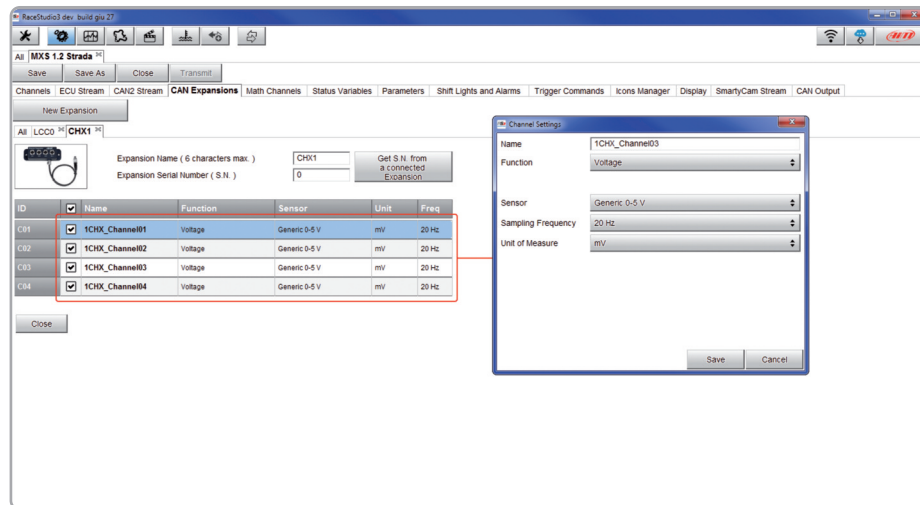 RaceStudio3 dev build giu 27
All MXS 1.2 Strada
Save Save As Close Transmit
Channels ECU Stream CAN2 Stream CAN Expansions Math Channels Status Variables Parameters Shift Lights and Alarms Trigger Commands Icons Manager Display SmartyCam Stream CAN Output
New Expansion
All LCC0 CHX1
Expansion Name ( 6 characters max. ) CHX1
Expansion Serial Number ( S.N. ) 0
Get S.N. from
a connected
Expansion
ID Name Function Sensor Unit Freq
C01 1CHX_Channel01 Voltage Generic 0-5 V mV 20 Hz
C02 1CHX_Channel02 Voltage Generic 0-5 V mV 20 Hz
C03 1CHX_Channel03 Voltage Generic 0-5 V mV 20 Hz
C04 1CHX_Channel04 Voltage Generic 0-5 V mV 20 Hz
Close
Channel Settings
Name 1CHX_Channel03
Function Voltage
Sensor Generic 0-5 V
Sampling Frequency 20 Hz
Unit of Measure mV
Save Cancel